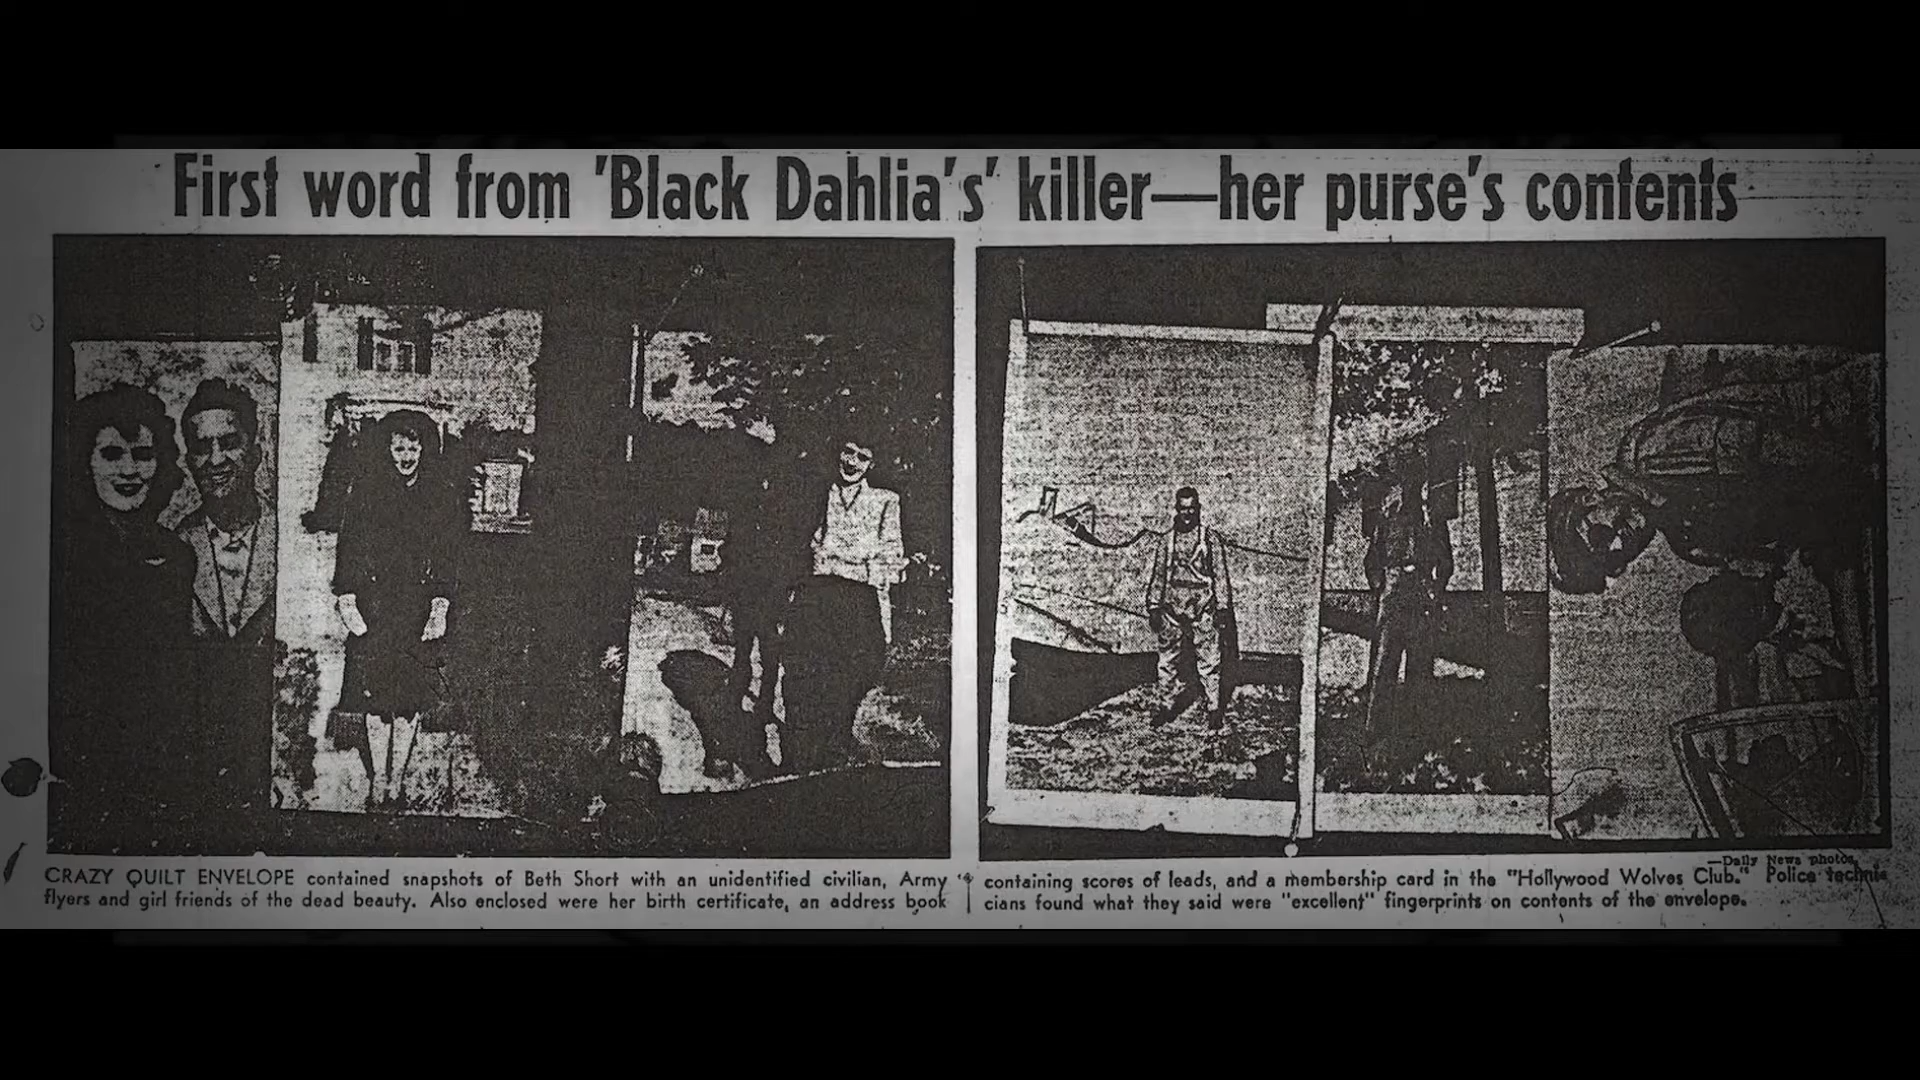 First word from 'Black Dahlia's' killer—her purse's contents
—Daily News photos
CRAZY QUILT ENVELOPE contained snapshots of Beth Short with an unidentified civilian, Army
flyers and girl friends of the dead beauty. Also enclosed were her birth certificate, an address book
containing scores of leads, and a membership card in the "Hollywood Wolves Club." Police techni-
cians found what they said were "excellent" fingerprints on contents of the envelope.